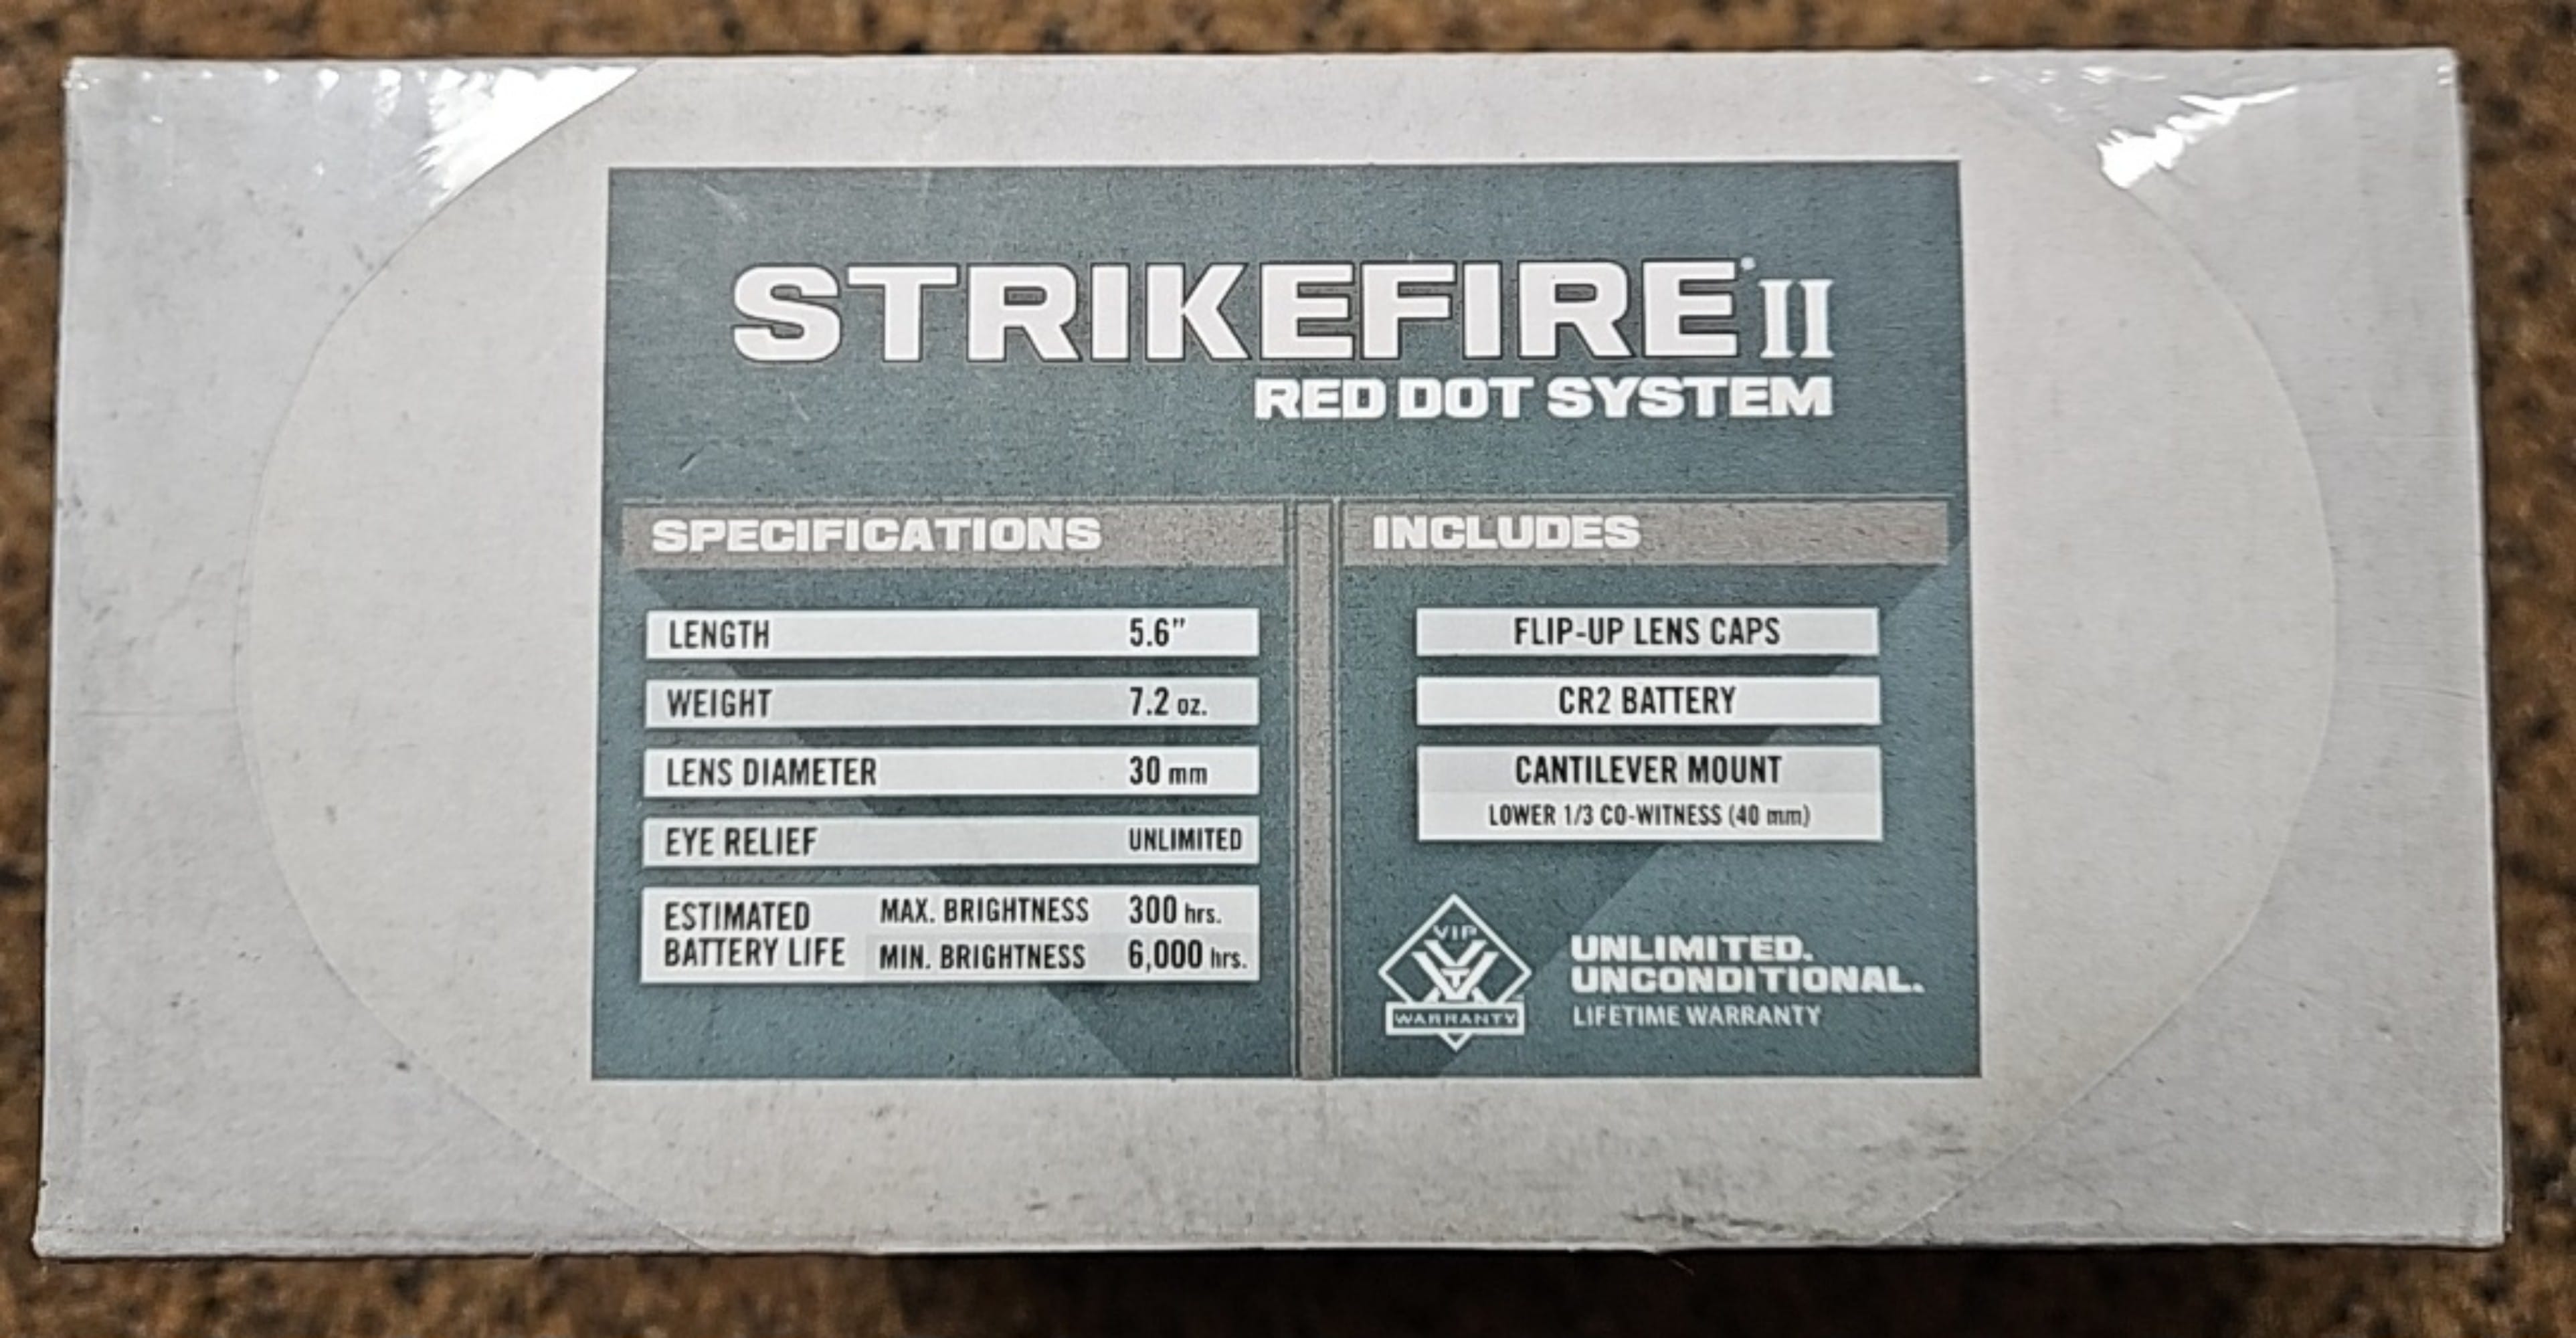 STRIKEFIRE® II
RED DOT SYSTEM
SPECIFICATIONS
LENGTH 5.6"
WEIGHT 7.2 oz.
LENS DIAMETER 30 mm
EYE RELIEF UNLIMITED
ESTIMATED BATTERY LIFE
MAX. BRIGHTNESS 300 hrs.
MIN. BRIGHTNESS 6,000 hrs.
INCLUDES
FLIP-UP LENS CAPS
CR2 BATTERY
CANTILEVER MOUNT
LOWER 1/3 CO-WITNESS (40 mm)
VIP
WARRANTY
UNLIMITED.
UNCONDITIONAL.
LIFETIME WARRANTY